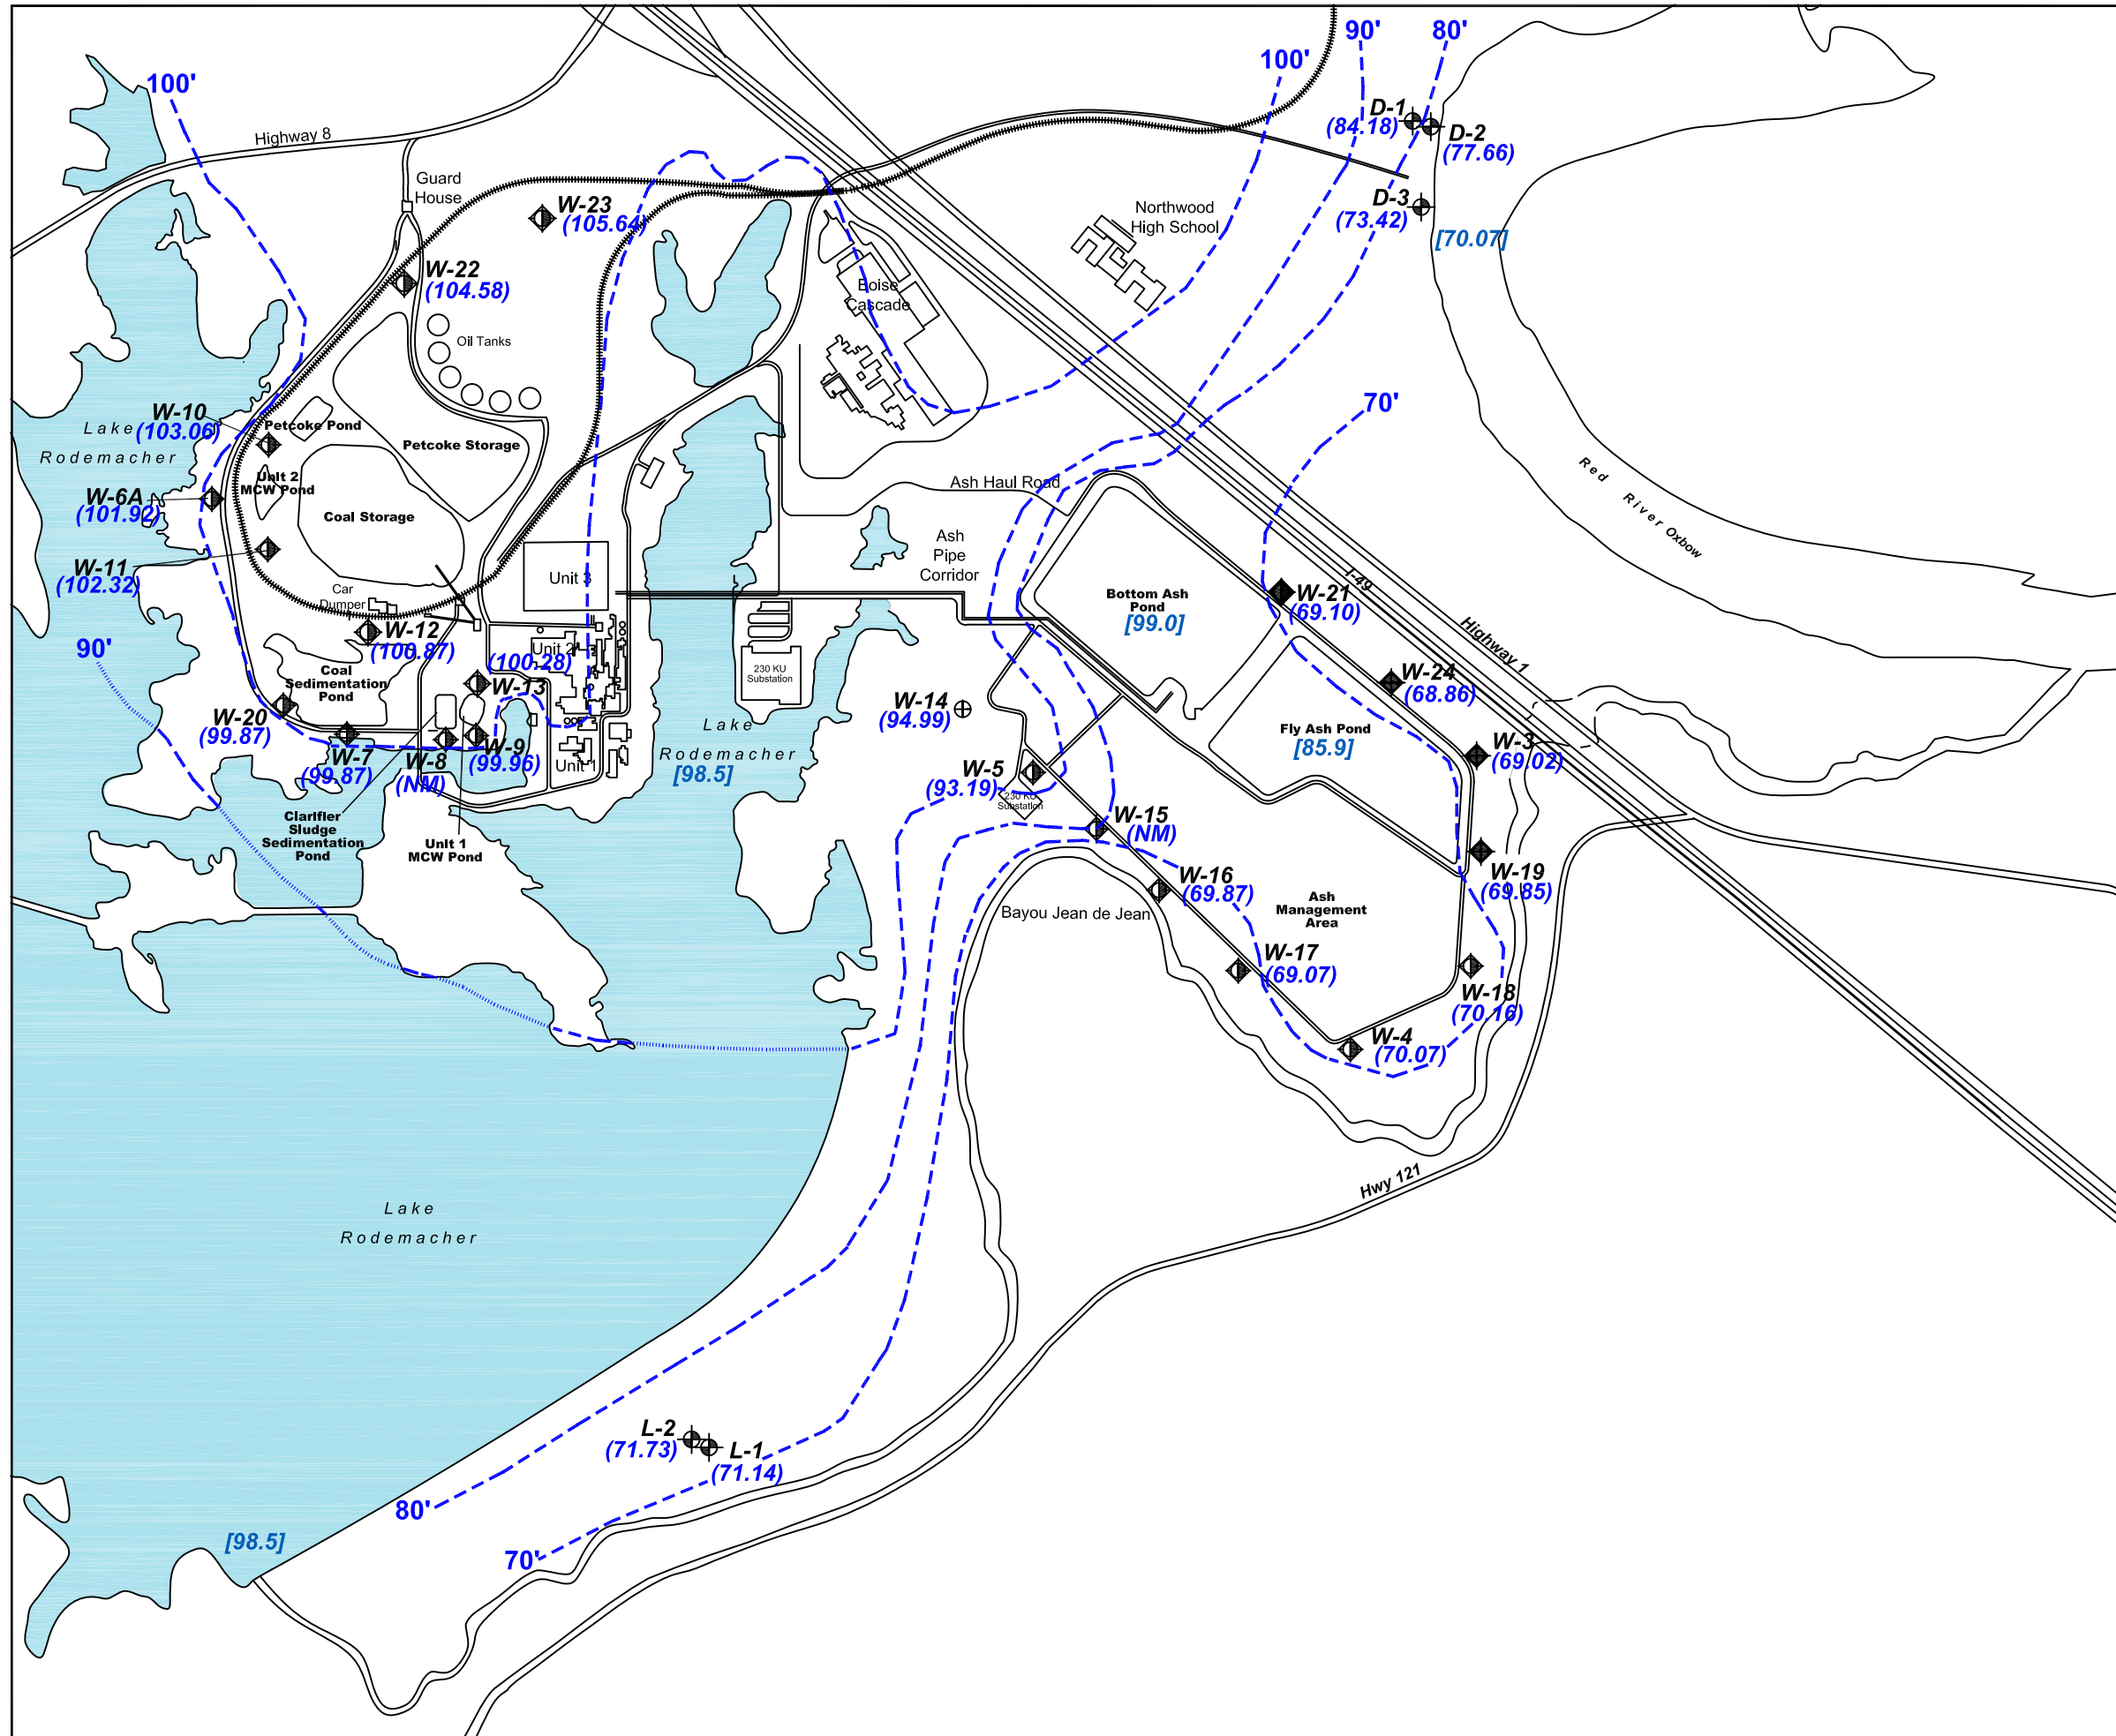 90'
80'
100'
100'
D-1
(84.18)
D-2
(77.66)
Highway 8
Guard
House
W-23
(105.64)
Northwood
High School
D-3
(73.42)
[70.07]
W-22
(104.58)
Boise
Cascade
Oil Tanks
70'
W-10
(103.06)
Lake
Rodemacher
Petcoke Pond
Petcoke Storage
Unit 2
MCW Pond
W-6A
(101.92)
Coal Storage
Ash Haul Road
Red River Oxbow
Ash
Pipe
Corridor
W-11
(102.32)
Unit 3
I-49
Car
Dumper
Bottom Ash
Pond
[99.0]
W-21
(69.10)
Highway 1
W-12
(100.87)
90'
Unit 2
(100.28)
W-13
Coal
Sedimentation
Pond
230 KU
Substation
W-24
(68.86)
W-14
(94.99)
W-20
(99.87)
W-7
(99.87)
W-8
(NM)
W-9
(99.96)
Unit 1
Lake
Rodemacher
[98.5]
Fly Ash Pond
[85.9]
W-3
(69.02)
W-5
(93.19)
230 KU
Substation
W-15
(NM)
Clarifier
Sludge
Sedimentation
Pond
Unit 1
MCW Pond
W-16
(69.87)
W-19
(69.85)
Ash
Management
Area
Bayou Jean de Jean
W-17
(69.07)
W-18
(70.16)
W-4
(70.07)
Hwy 121
Lake
Rodemacher
L-2
(71.73)
L-1
(71.14)
80'
[98.5]
70'